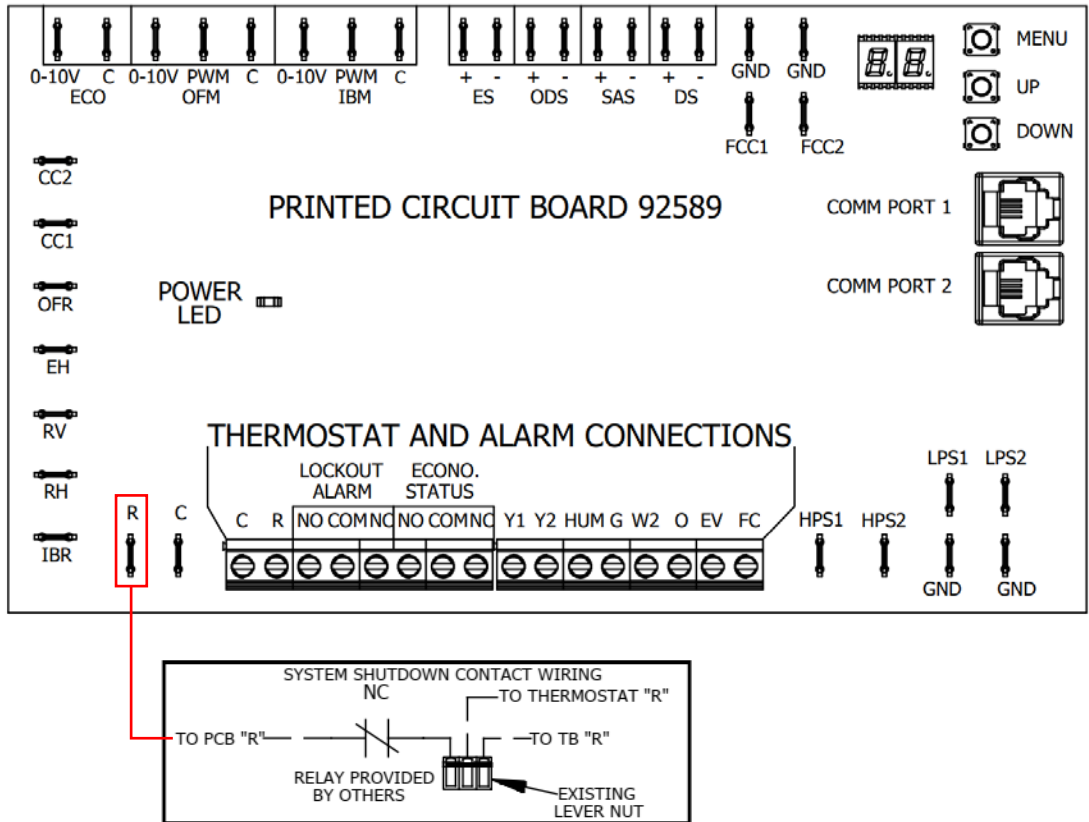 0-10V C 0-10V PWM C 0-10V PWM C + - + - + - + - GND GND
ECO OFM IBM ES ODS SAS DS
FCC1 FCC2
8.8.
MENU
UP
DOWN
CC2
CC1
OFR
EH
RV
RH
IBR
PRINTED CIRCUIT BOARD 92589
COMM PORT 1
COMM PORT 2
POWER
LED
THERMOSTAT AND ALARM CONNECTIONS
LOCKOUT
ALARM
ECONO.
STATUS
R C
C R NO COM NC NO COM NC Y1 Y2 HUM G W2 O EV FC
HPS1 HPS2
LPS1 LPS2
GND GND
SYSTEM SHUTDOWN CONTACT WIRING
NC
TO THERMOSTAT "R"
TO PCB "R"
TO TB "R"
RELAY PROVIDED
BY OTHERS
EXISTING
LEVER NUT